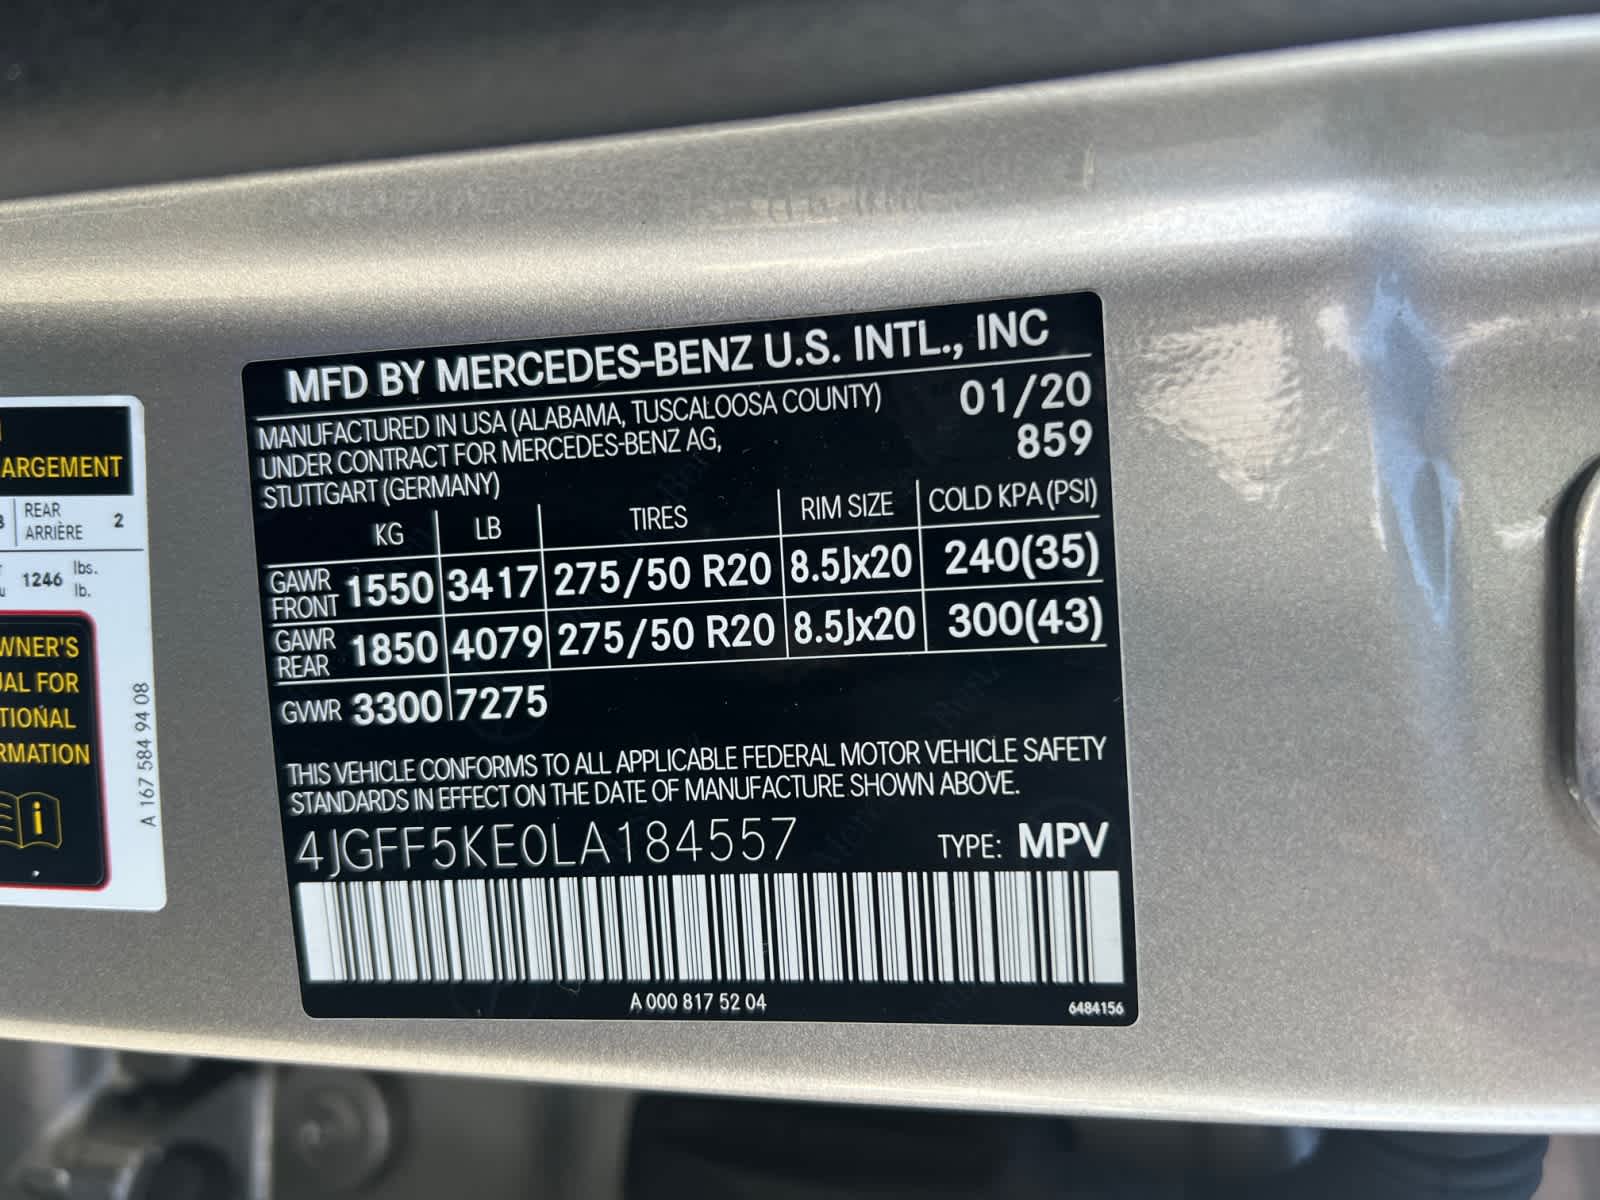 ARGEMENT
REAR
ARRIÈRE 2
1246 lbs.
lb.
WNER'S
UAL FOR
TIONAL
RMATION
i
A 167 584 94 08
MFD BY MERCEDES-BENZ U.S. INTL., INC
MANUFACTURED IN USA (ALABAMA, TUSCALOOSA COUNTY) 01/20
UNDER CONTRACT FOR MERCEDES-BENZ AG, 859
STUTTGART (GERMANY)
KG LB TIRES RIM SIZE COLD KPA (PSI)
GAWR FRONT 1550 3417 275/50 R20 8.5Jx20 240(35)
GAWR REAR 1850 4079 275/50 R20 8.5Jx20 300(43)
GVWR 3300 7275
THIS VEHICLE CONFORMS TO ALL APPLICABLE FEDERAL MOTOR VEHICLE SAFETY
STANDARDS IN EFFECT ON THE DATE OF MANUFACTURE SHOWN ABOVE.
4JGFF5KE0LA184557 TYPE: MPV
A 000 817 52 04 6484156